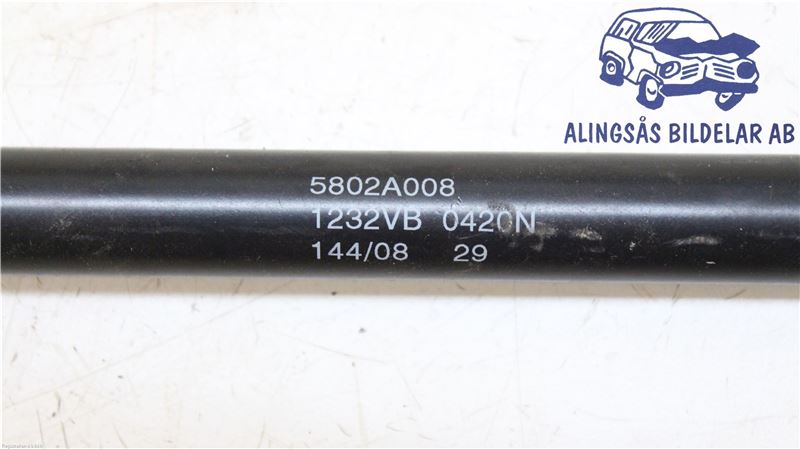 ALINGSÅS BILDELAR AB
5802A008
1232VB 0420N
144/08 29